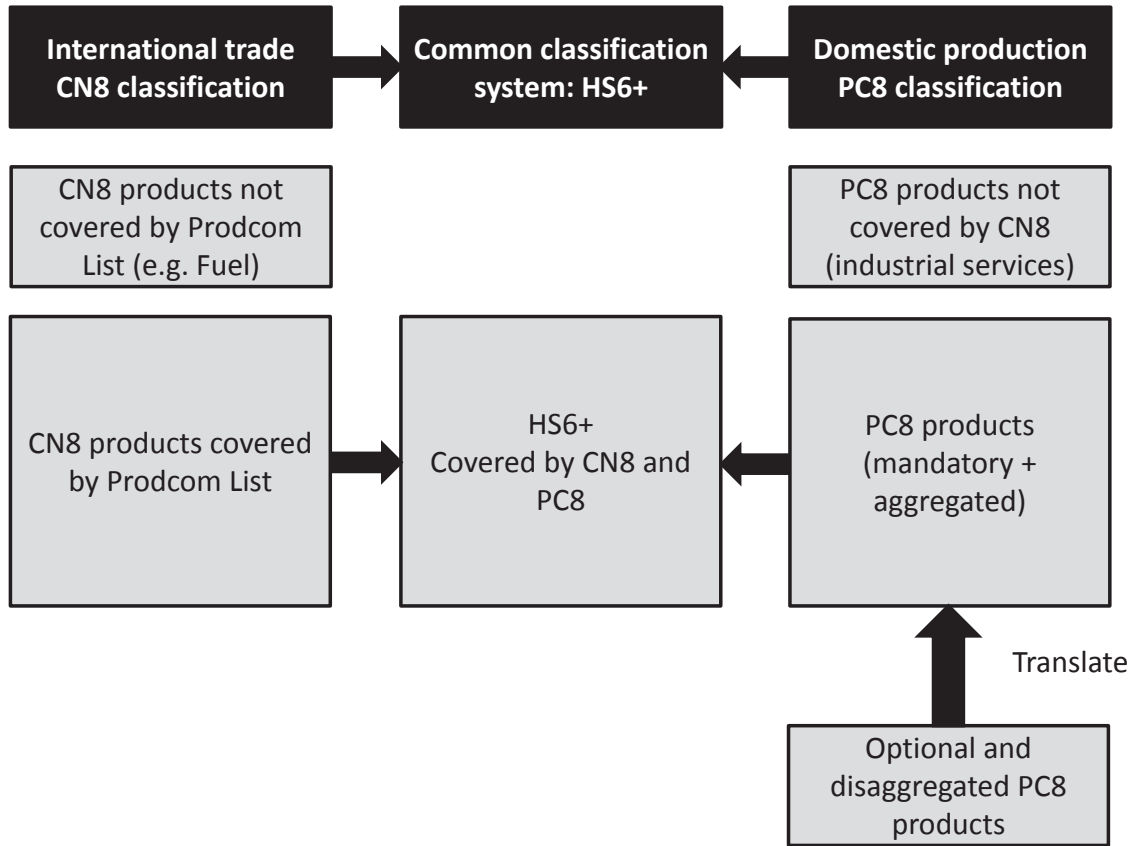 International trade
CN8 classification
Common classification
system: HS6+
Domestic production
PC8 classification
CN8 products not
covered by Prodcom
List (e.g. Fuel)
PC8 products not
covered by CN8
(industrial services)
CN8 products covered
by Prodcom List
HS6+
Covered by CN8 and
PC8
PC8 products
(mandatory +
aggregated)
Translate
Optional and
disaggregated PC8
products